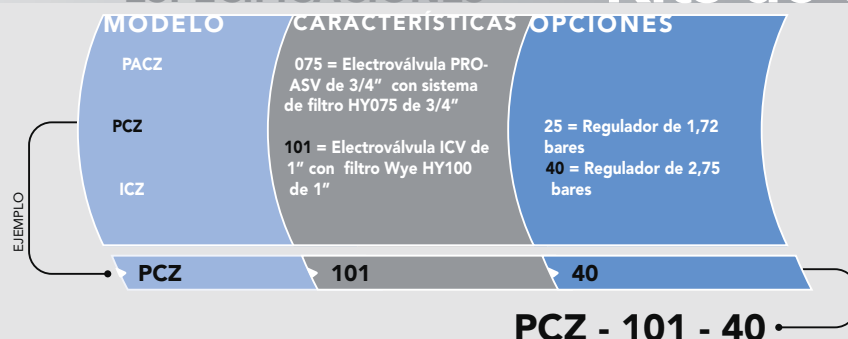 ESPECIFICACIONES
MODELO
PACZ
PCZ
ICZ
CARACTERÍSTICAS
075 = Electroválvula PRO-
ASV de 3/4” con sistema
de filtro HY075 de 3/4”
101 = Electroválvula ICV de
1” con filtro Wye HY100
de 1”
OPCIONES
25 = Regulador de 1,72
bares
40 = Regulador de 2,75
bares
EJEMPLO
PCZ
101
40
PCZ - 101 - 40